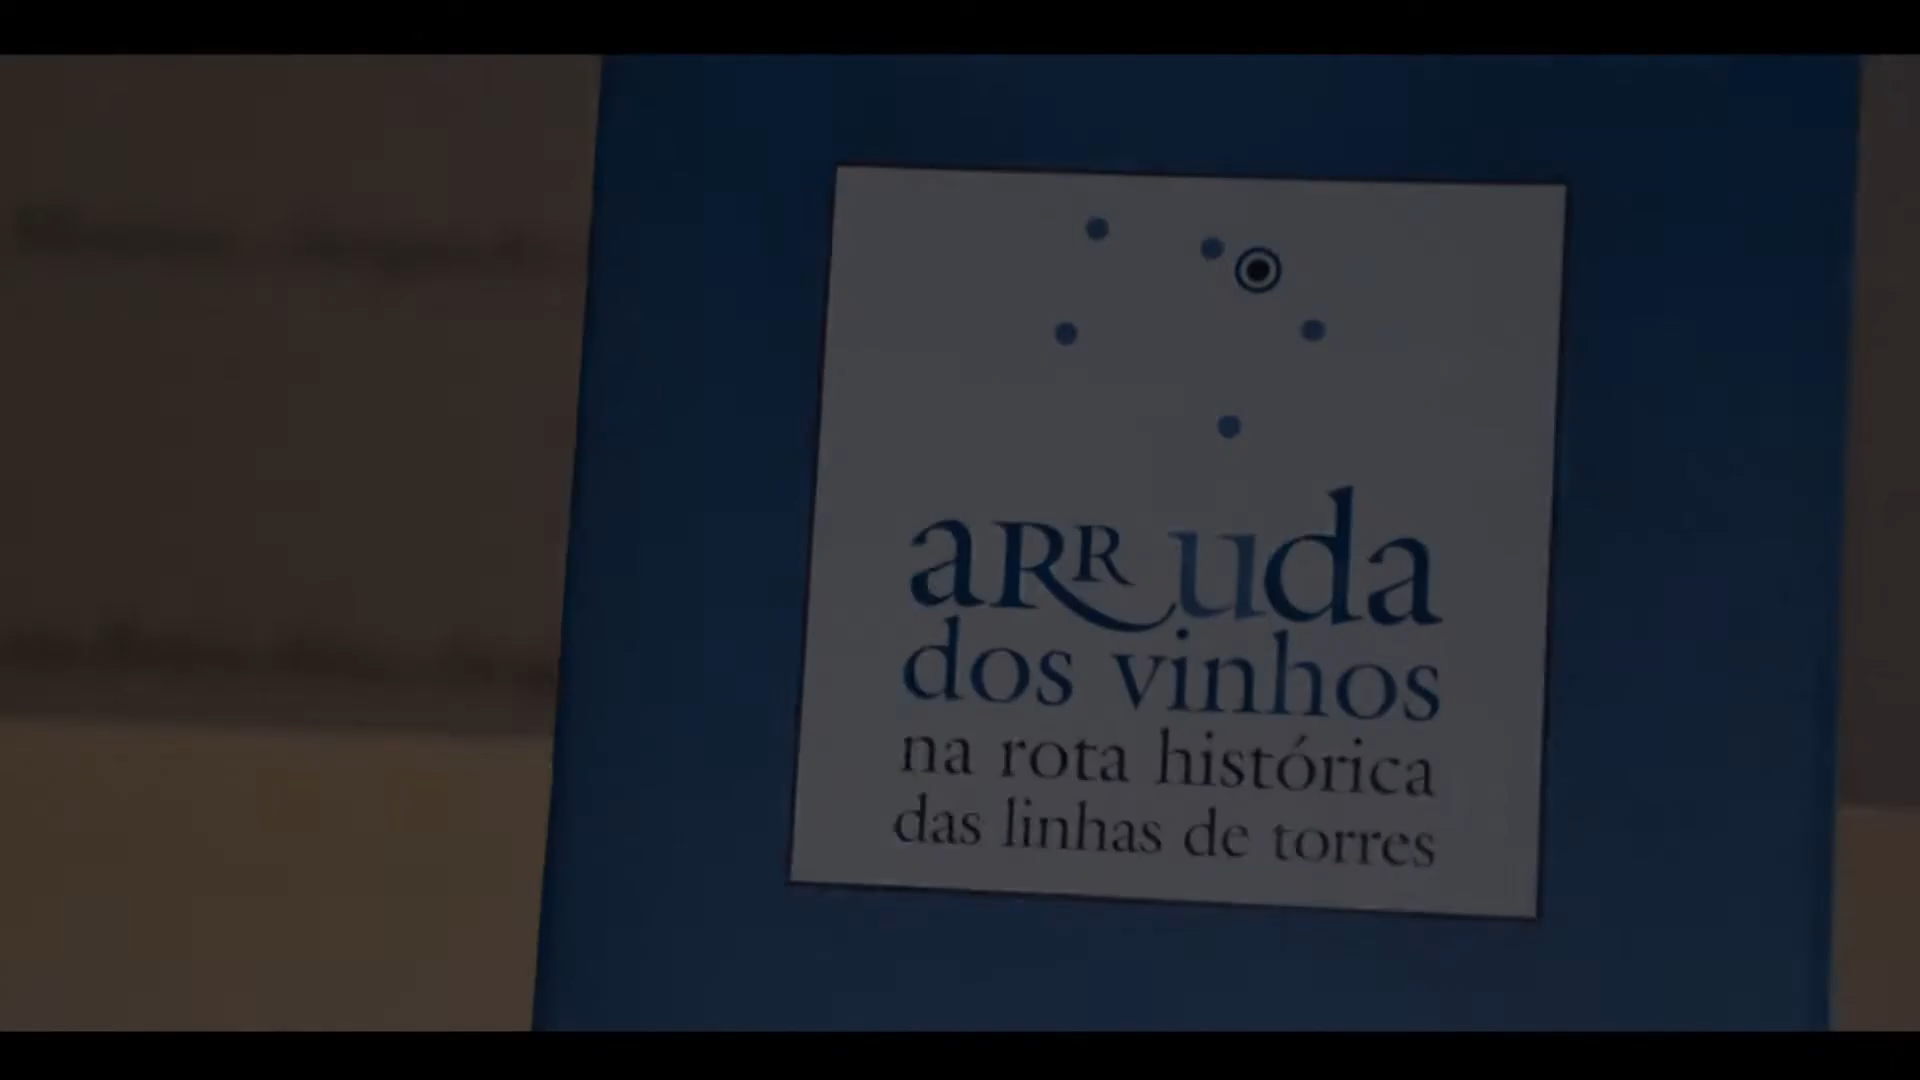 aRRuda
dos vinhos
na rota histórica
das linhas de torres